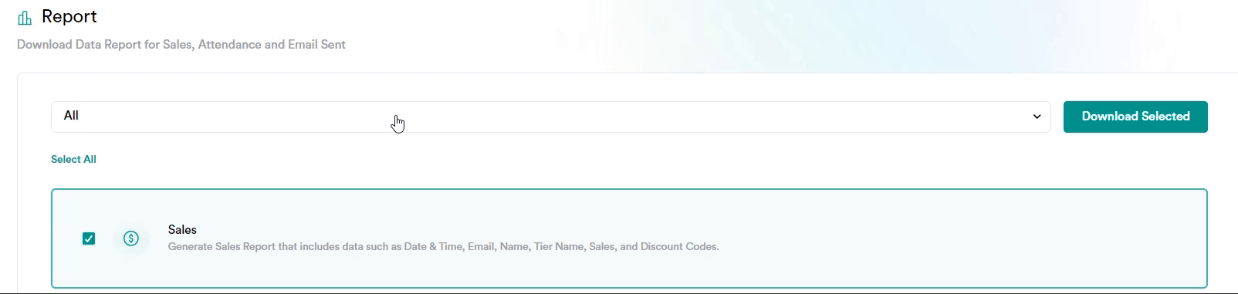 Report
Download Data Report for Sales, Attendance and Email Sent
All
Download Selected
Select All
Sales
Generate Sales Report that includes data such as Date & Time, Email, Name, Tier Name, Sales, and Discount Codes.